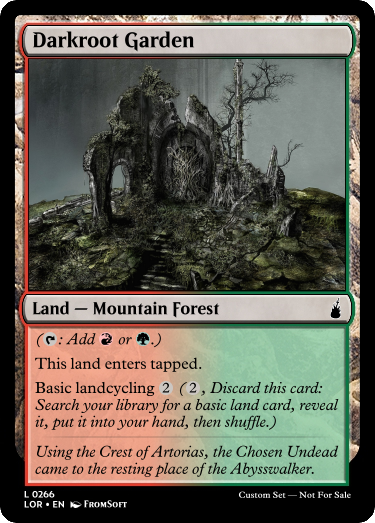 Darkroot Garden
Land — Mountain Forest
(: Add or .)
This land enters tapped.
Basic landcycling 2 (2, Discard this card:
Search your library for a basic land card, reveal
it, put it into your hand, then shuffle.)
Using the Crest of Artorias, the Chosen Undead
came to the resting place of the Abysswalker.
L 0266
LOR • EN FROMSOFT
Custom Set — Not For Sale